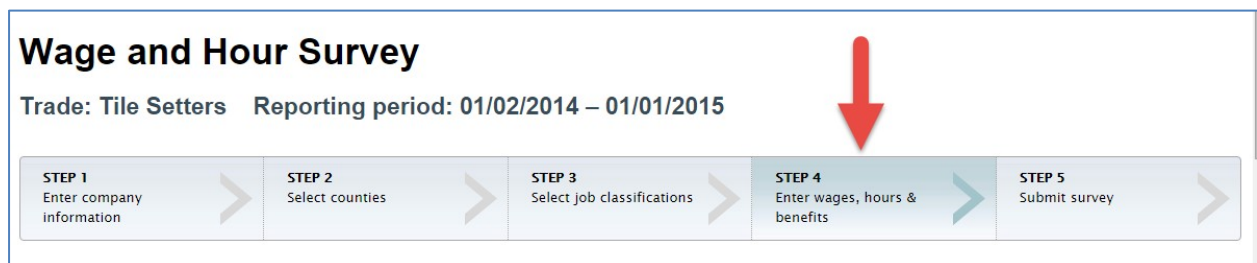 Wage and Hour Survey
Trade: Tile Setters Reporting period: 01/02/2014 – 01/01/2015
STEP 1
Enter company
information
STEP 2
Select counties
STEP 3
Select job classifications
STEP 4
Enter wages, hours &
benefits
STEP 5
Submit survey